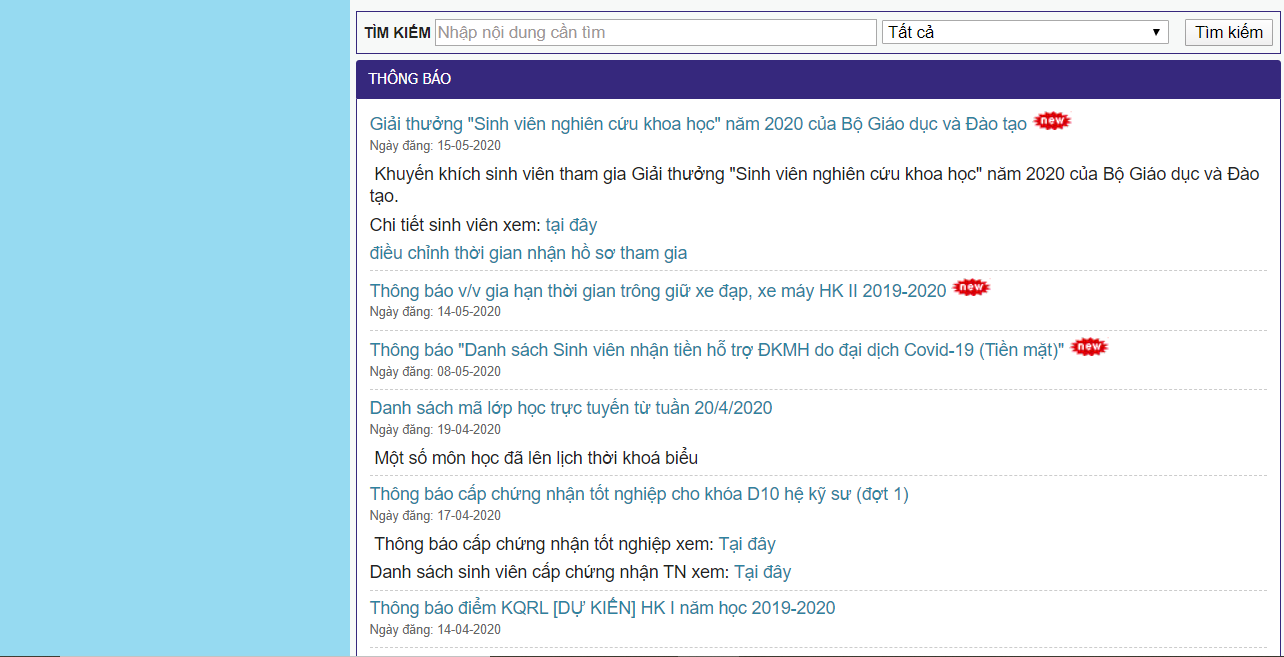 TÌM KIẾM Nhập nội dung cần tìm Tất cả Tìm kiếm
THÔNG BÁO
Giải thưởng "Sinh viên nghiên cứu khoa học" năm 2020 của Bộ Giáo dục và Đào tạo new
Ngày đăng: 15-05-2020
Khuyến khích sinh viên tham gia Giải thưởng "Sinh viên nghiên cứu khoa học" năm 2020 của Bộ Giáo dục và Đào
tạo.
Chi tiết sinh viên xem: tại đây
điều chỉnh thời gian nhận hồ sơ tham gia
Thông báo v/v gia hạn thời gian trông giữ xe đạp, xe máy HK II 2019-2020 new
Ngày đăng: 14-05-2020
Thông báo "Danh sách Sinh viên nhận tiền hỗ trợ ĐKMH do đại dịch Covid-19 (Tiền mặt)" new
Ngày đăng: 08-05-2020
Danh sách mã lớp học trực tuyến từ tuần 20/4/2020
Ngày đăng: 19-04-2020
Một số môn học đã lên lịch thời khoá biểu
Thông báo cấp chứng nhận tốt nghiệp cho khóa D10 hệ kỹ sư (đợt 1)
Ngày đăng: 17-04-2020
Thông báo cấp chứng nhận tốt nghiệp xem: Tại đây
Danh sách sinh viên cấp chứng nhận TN xem: Tại đây
Thông báo điểm KQRL [DỰ KIẾN] HK I năm học 2019-2020
Ngày đăng: 14-04-2020